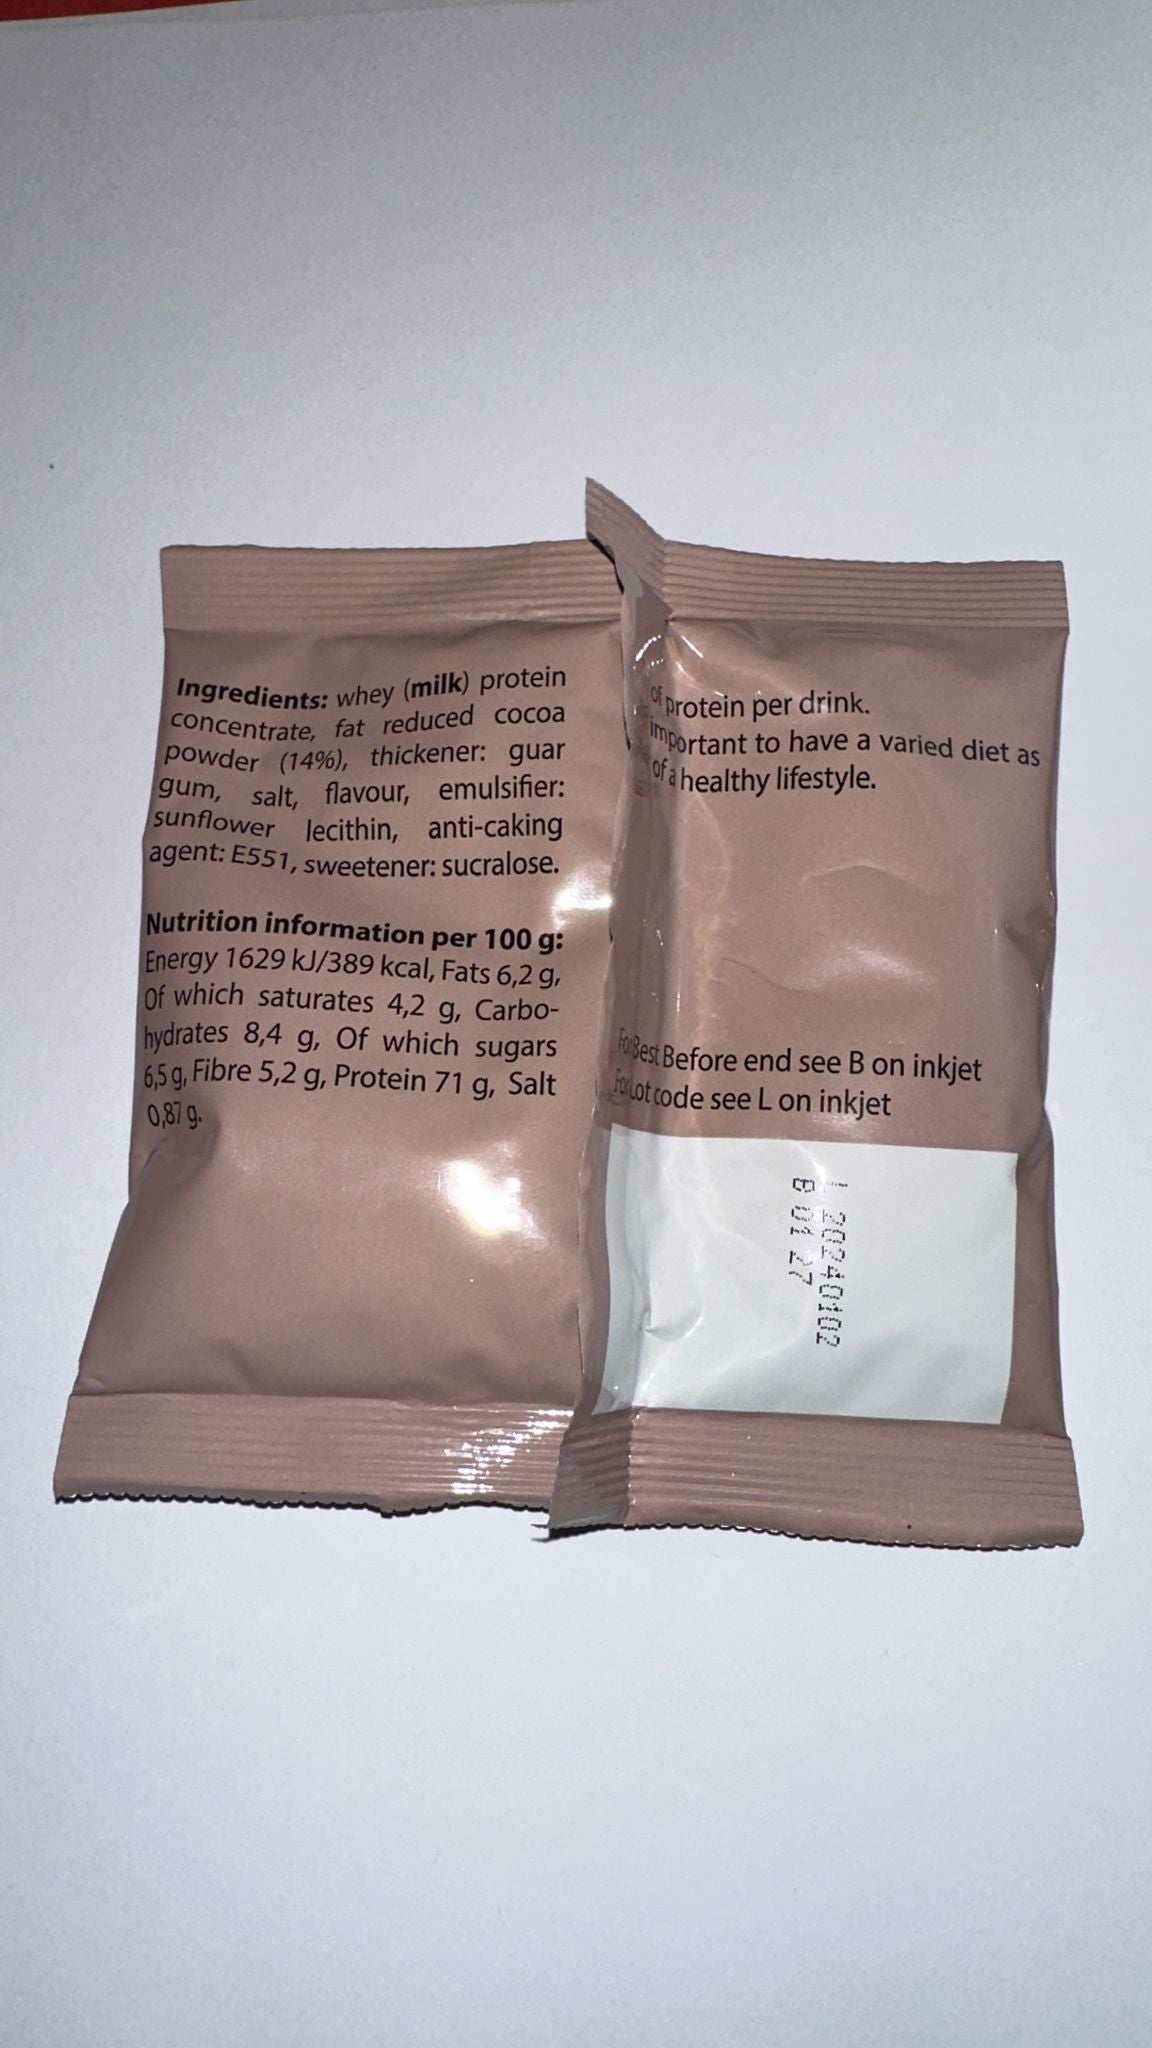 Ingredients: whey (milk) protein
concentrate, fat reduced cocoa
powder (14%), thickener: guar
gum, salt, flavour, emulsifier:
sunflower lecithin, anti-caking
agent: E551, sweetener: sucralose.
Nutrition information per 100 g:
Energy 1629 kJ/389 kcal, Fats 6,2 g,
Of which saturates 4,2 g, Carbo-
hydrates 8,4 g, Of which sugars
6,5 g, Fibre 5,2 g, Protein 71 g, Salt
0,87 g.
of protein per drink.
important to have a varied diet as
of a healthy lifestyle.
For Best Before end see B on inkjet
For Lot code see L on inkjet
L 20240102
B 01 27